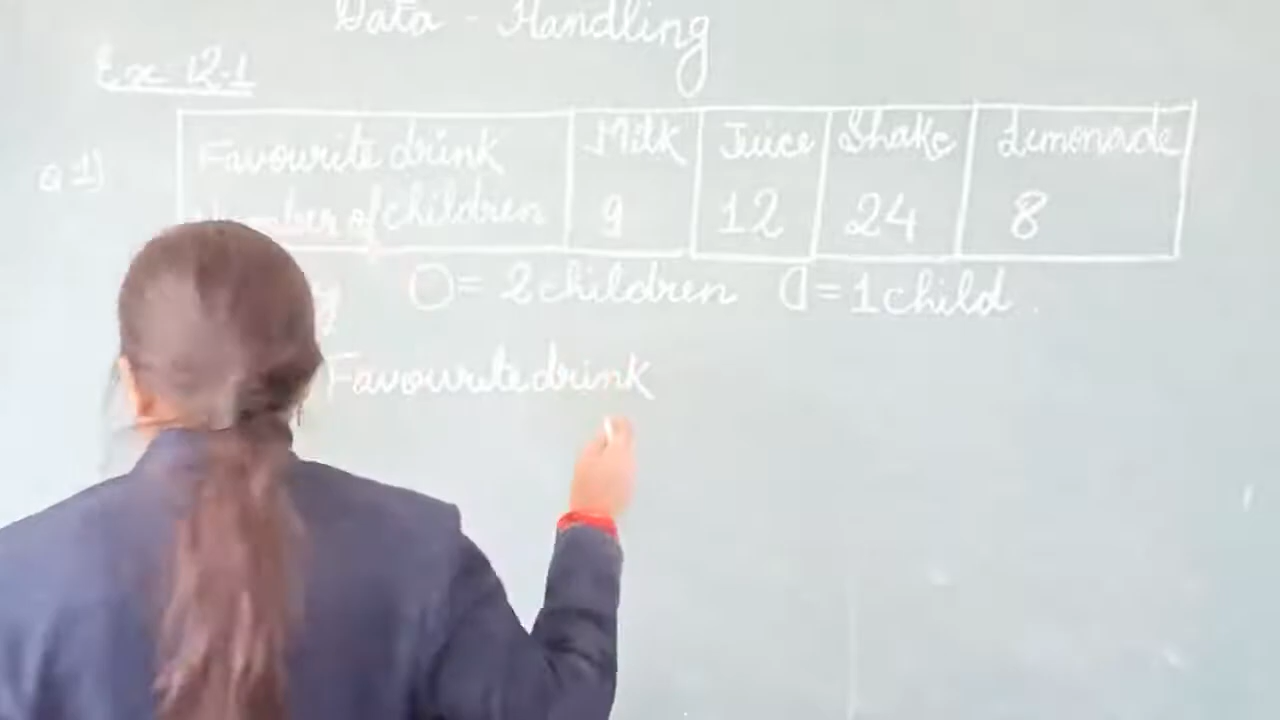 Data - Handling
Ex 12.1
Q 1)
Favourite drink Milk Juice Shake Lemonade
Number of children 9 12 24 8
O = 2 children D = 1 child .
Favourite drink